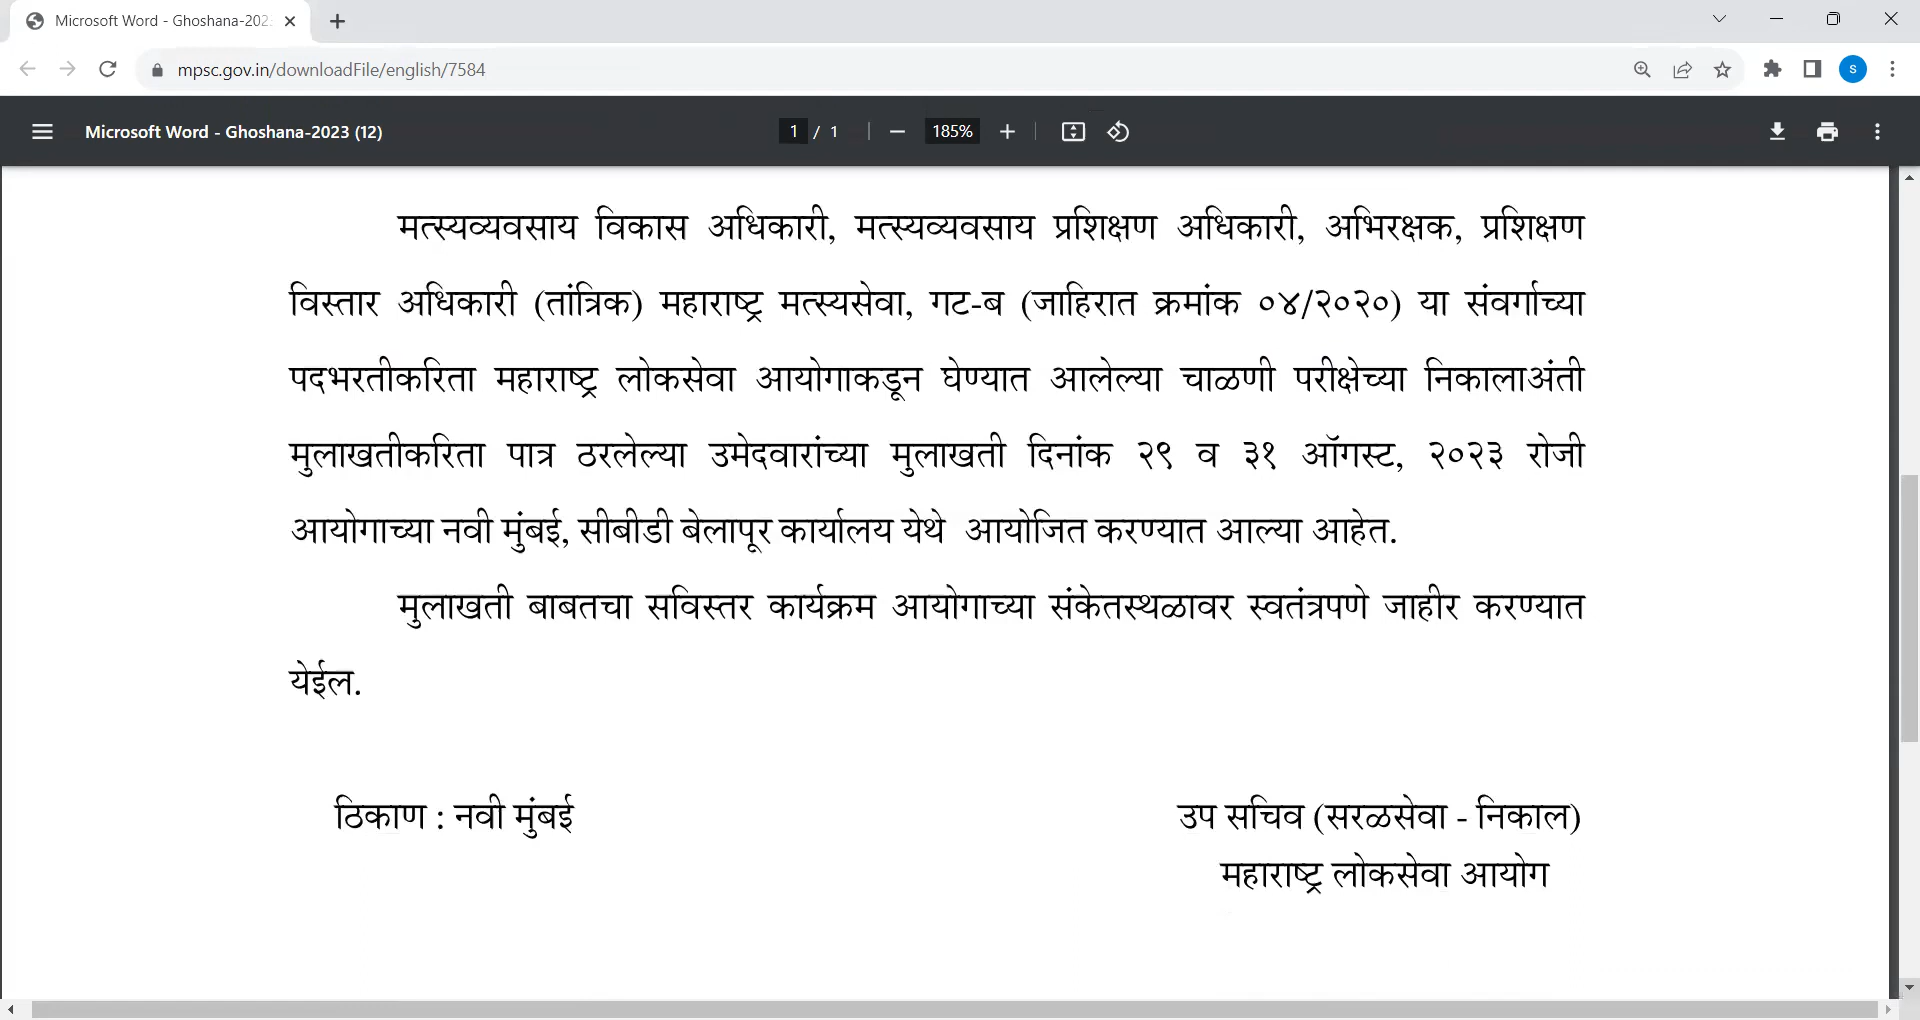 Microsoft Word - Ghoshana-202
mpsc.gov.in/downloadFile/english/7584
S
Microsoft Word - Ghoshana-2023 (12)
1 / 1
185%
मत्स्यव्यवसाय विकास अधिकारी, मत्स्यव्यवसाय प्रशिक्षण अधिकारी, अभिरक्षक, प्रशिक्षण
विस्तार अधिकारी (तांत्रिक) महाराष्ट्र मत्स्यसेवा, गट-ब (जाहिरात क्रमांक ०४/२०२०) या संवर्गाच्या
पदभरतीकरिता महाराष्ट्र लोकसेवा आयोगाकडून घेण्यात आलेल्या चाळणी परीक्षेच्या निकालाअंती
मुलाखतीकरिता पात्र ठरलेल्या उमेदवारांच्या मुलाखती दिनांक २९ व ३१ ऑगस्ट, २०२३ रोजी
आयोगाच्या नवी मुंबई, सीबीडी बेलापूर कार्यालय येथे आयोजित करण्यात आल्या आहेत.
मुलाखती बाबतचा सविस्तर कार्यक्रम आयोगाच्या संकेतस्थळावर स्वतंत्रपणे जाहीर करण्यात
येईल.
ठिकाण : नवी मुंबई
उप सचिव (सरळसेवा - निकाल)
महाराष्ट्र लोकसेवा आयोग